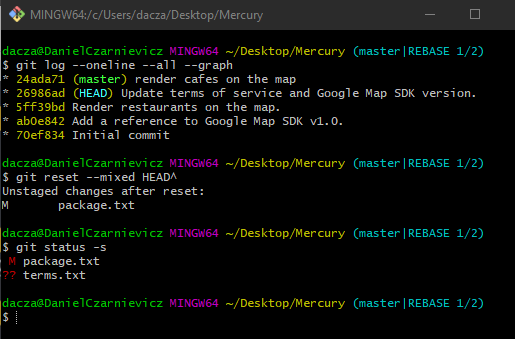 MINGW64:/c/Users/dacza/Desktop/Mercury
dacza@DanielCzarnievicz MINGW64 ~/Desktop/Mercury (master|REBASE 1/2)
$ git log --oneline --all --graph
* 24ada71 (master) render cafes on the map
* 26986ad (HEAD) Update terms of service and Google Map SDK version.
* 5ff39bd Render restaurants on the map.
* ab0e842 Add a reference to Google Map SDK v1.0.
* 70ef834 Initial commit
dacza@DanielCzarnievicz MINGW64 ~/Desktop/Mercury (master|REBASE 1/2)
$ git reset --mixed HEAD^
Unstaged changes after reset:
M       package.txt
dacza@DanielCzarnievicz MINGW64 ~/Desktop/Mercury (master|REBASE 1/2)
$ git status -s
 M package.txt
?? terms.txt
dacza@DanielCzarnievicz MINGW64 ~/Desktop/Mercury (master|REBASE 1/2)
$